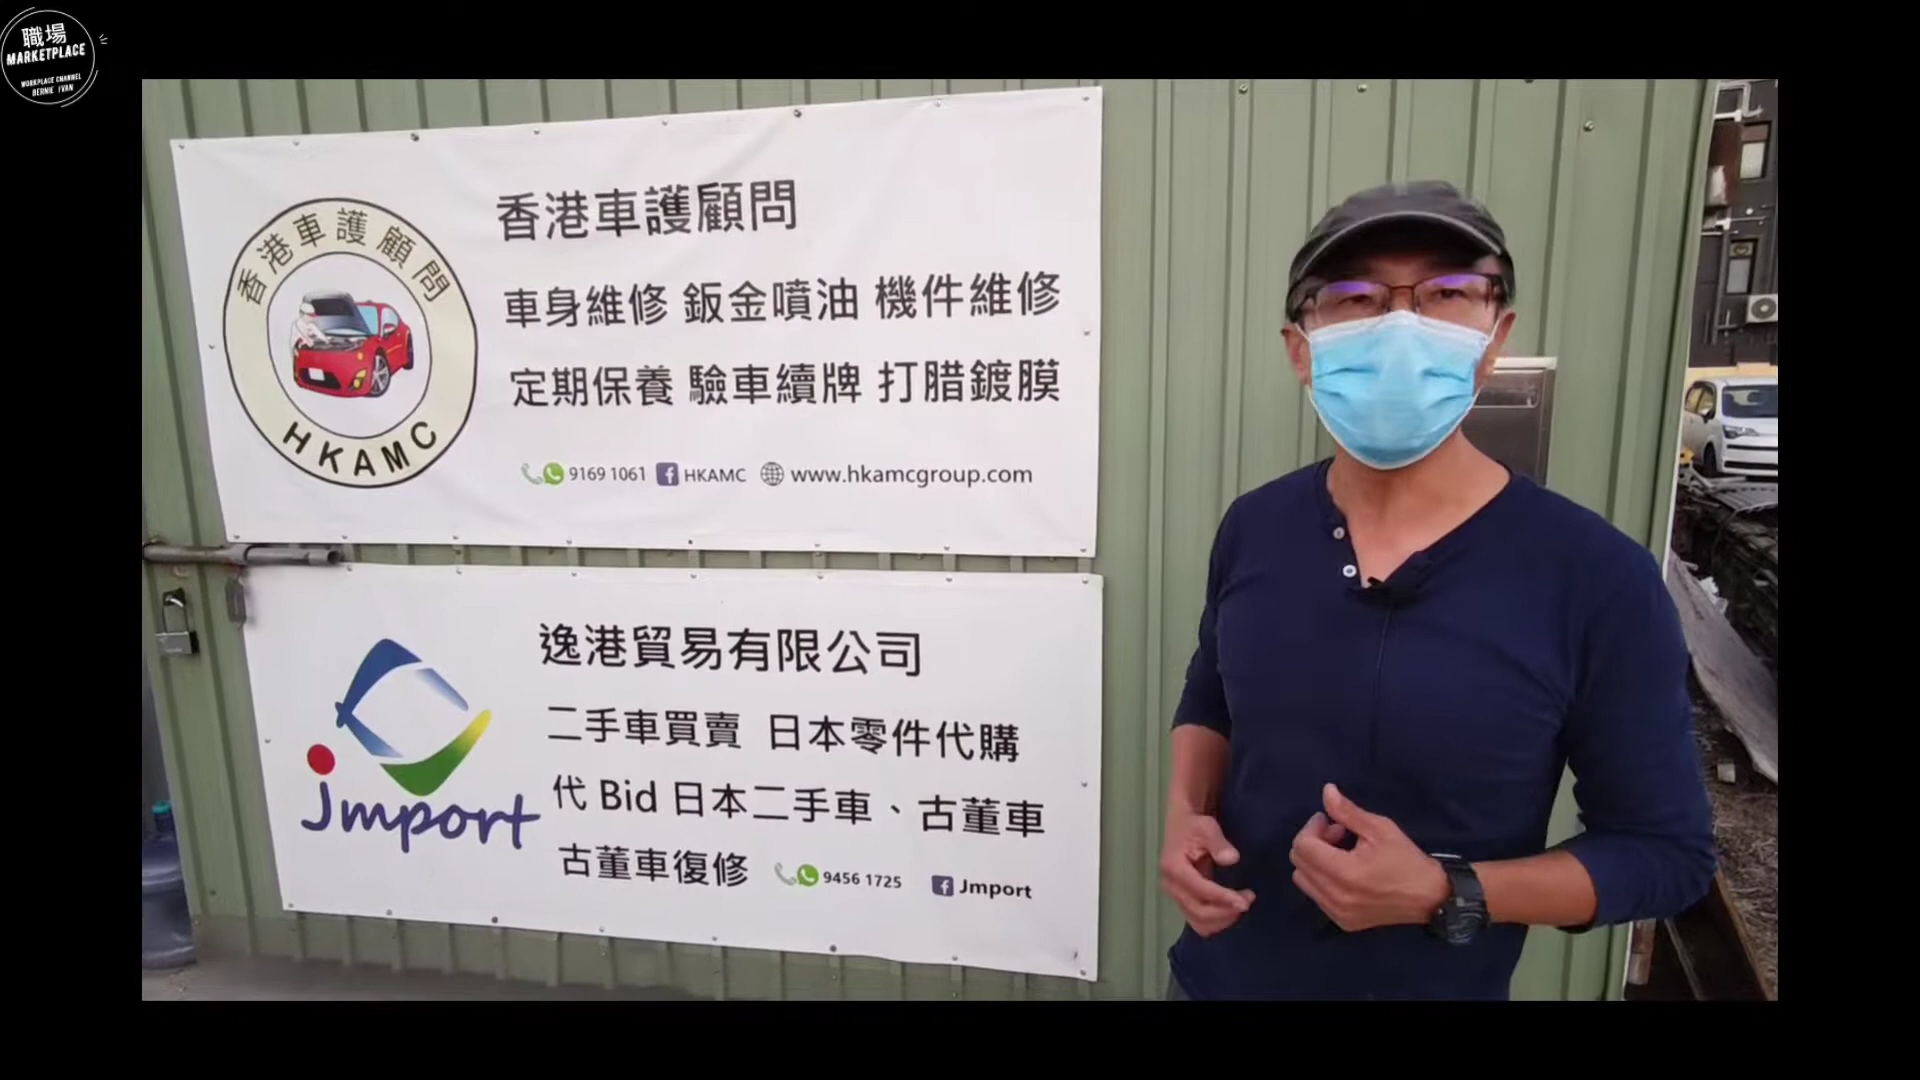 職場
MARKETPLACE
WORKPLACE CHANNEL
BERNIE IVAN
香港車護顧問
HKAMC
香港車護顧問
車身維修 鈑金噴油 機件維修
定期保養 驗車續牌 打腊鍍膜
9169 1061 HKAMC www.hkamcgroup.com
Jmport
逸港貿易有限公司
二手車買賣 日本零件代購
代 Bid 日本二手車、古董車
古董車復修 9456 1725 Jmport